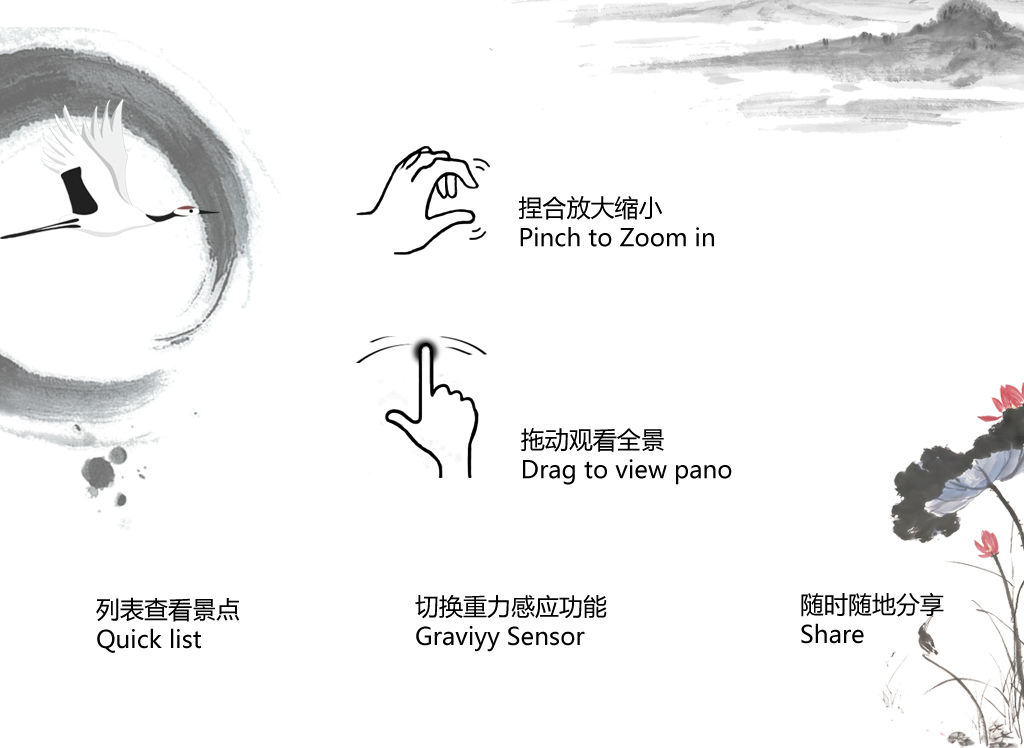 捏合放大缩小
Pinch to Zoom in
拖动观看全景
Drag to view pano
列表查看景点
Quick list
切换重力感应功能
Graviyy Sensor
随时随地分享
Share